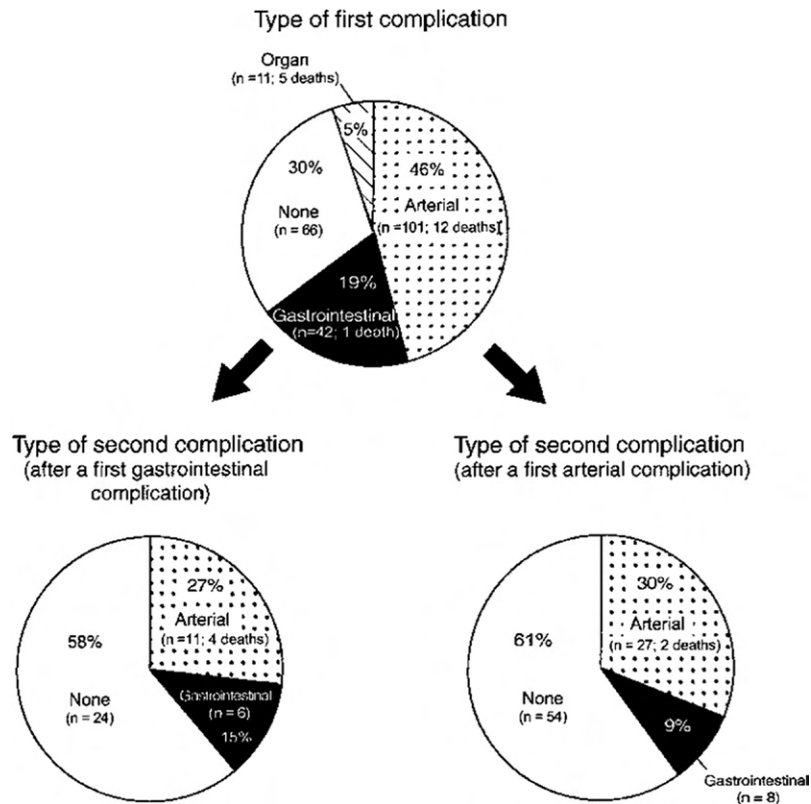 Type of first complication
Organ
(n =11; 5 deaths)
5%
30%
None
(n = 66)
46%
Arterial
(n =101; 12 deaths)
19%
Gastrointestinal
(n=42; 1 death)
Type of second complication
(after a first gastrointestinal
complication)
27%
Arterial
(n =11; 4 deaths)
58%
None
(n = 24)
Gastrointestinal
(n = 6)
15%
Type of second complication
(after a first arterial complication)
30%
Arterial
(n = 27; 2 deaths)
61%
None
(n = 54)
9%
Gastrointestinal
(n = 8)